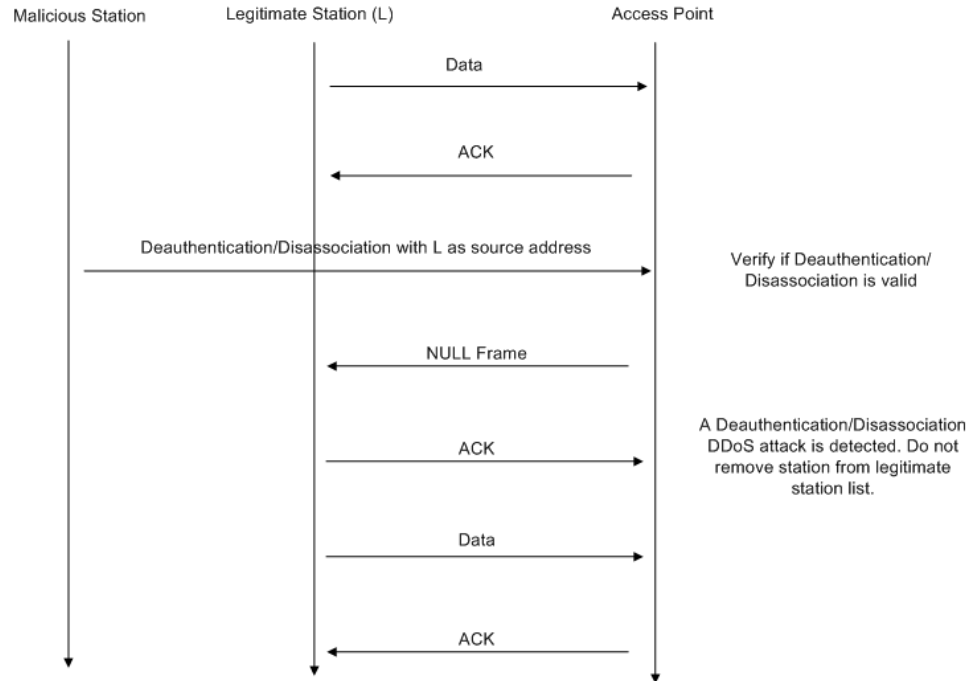 Malicious Station
Legitimate Station (L)
Access Point
Data
ACK
Deauthentication/Disassociation with L as source address
Verify if Deauthentication/
Disassociation is valid
NULL Frame
A Deauthentication/Disassociation
DDoS attack is detected. Do not
remove station from legitimate
station list.
ACK
Data
ACK